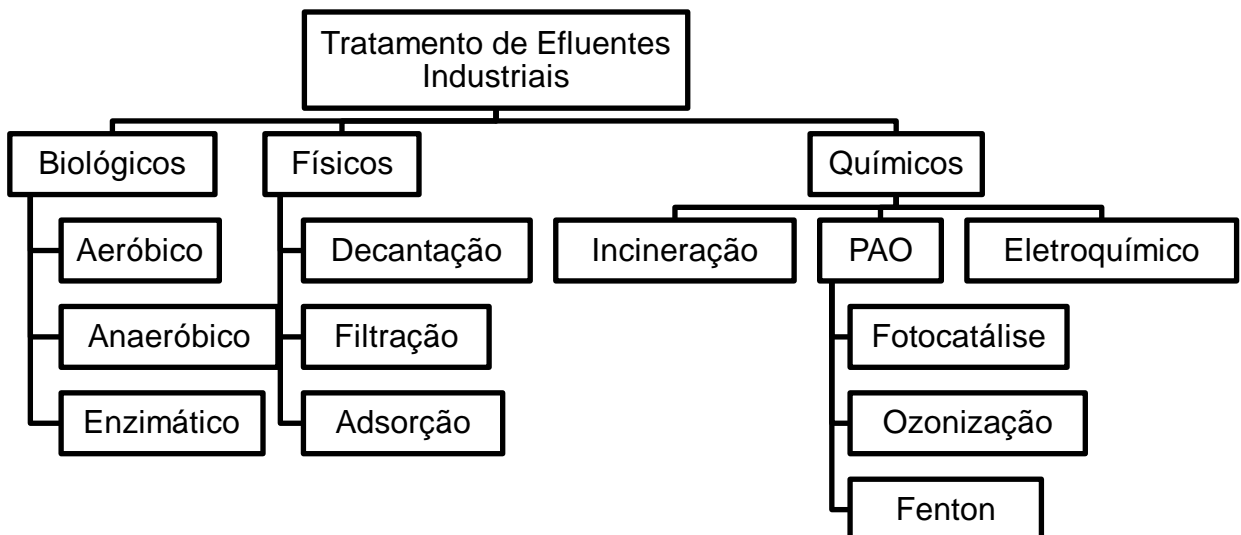 Tratamento de Efluentes
Industriais
Biológicos
Físicos
Químicos
Aeróbico
Decantação
Incineração
PAO
Eletroquímico
Anaeróbico
Filtração
Fotocatálise
Enzimático
Adsorção
Ozonização
Fenton